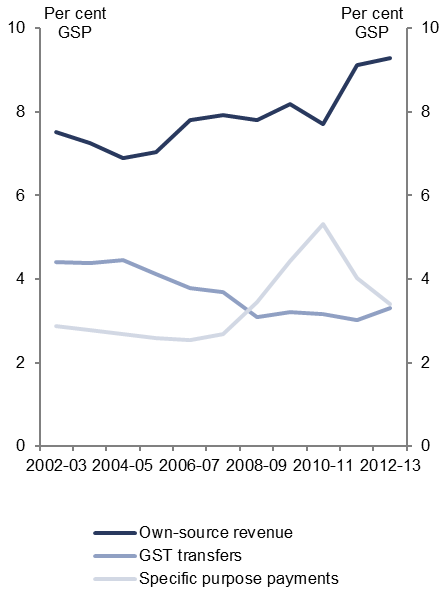 Per cent GSP
Per cent GSP
10
10
8
8
6
6
4
4
2
2
0
0
2002-03 2004-05 2006-07 2008-09 2010-11 2012-13
Own-source revenue
GST transfers
Specific purpose payments